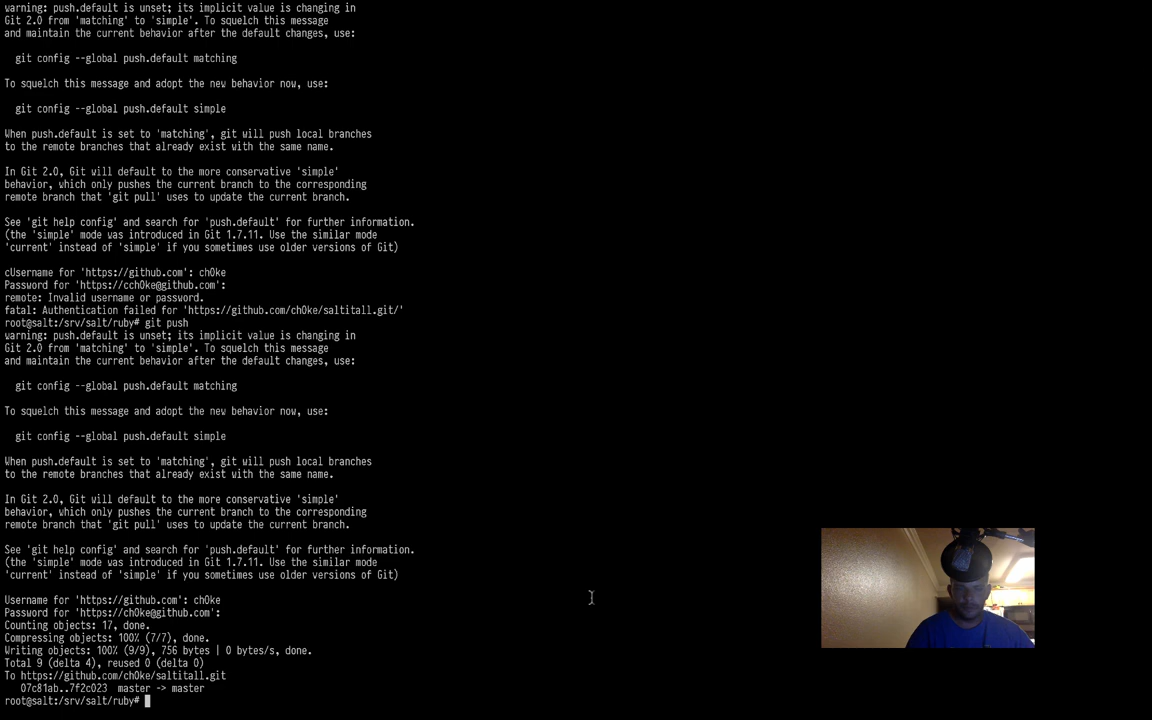 warning: push.default is unset; its implicit value is changing in
Git 2.0 from 'matching' to 'simple'. To squelch this message
and maintain the current behavior after the default changes, use:
git config --global push.default matching
To squelch this message and adopt the new behavior now, use:
git config --global push.default simple
When push.default is set to 'matching', git will push local branches
to the remote branches that already exist with the same name.
In Git 2.0, Git will default to the more conservative 'simple'
behavior, which only pushes the current branch to the corresponding
remote branch that 'git pull' uses to update the current branch.
See 'git help config' and search for 'push.default' for further information.
(the 'simple' mode was introduced in Git 1.7.11. Use the similar mode
'current' instead of 'simple' if you sometimes use older versions of Git)
cUsername for 'https://github.com': ch0ke
Password for 'https://cch0ke@github.com':
remote: Invalid username or password.
fatal: Authentication failed for 'https://github.com/ch0ke/saltitall.git/'
root@salt:/srv/salt/ruby# git push
warning: push.default is unset; its implicit value is changing in
Git 2.0 from 'matching' to 'simple'. To squelch this message
and maintain the current behavior after the default changes, use:
git config --global push.default matching
To squelch this message and adopt the new behavior now, use:
git config --global push.default simple
When push.default is set to 'matching', git will push local branches
to the remote branches that already exist with the same name.
In Git 2.0, Git will default to the more conservative 'simple'
behavior, which only pushes the current branch to the corresponding
remote branch that 'git pull' uses to update the current branch.
See 'git help config' and search for 'push.default' for further information.
(the 'simple' mode was introduced in Git 1.7.11. Use the similar mode
'current' instead of 'simple' if you sometimes use older versions of Git)
Username for 'https://github.com': ch0ke
Password for 'https://ch0ke@github.com':
Counting objects: 17, done.
Compressing objects: 100% (7/7), done.
Writing objects: 100% (9/9), 756 bytes | 0 bytes/s, done.
Total 9 (delta 4), reused 0 (delta 0)
To https://github.com/ch0ke/saltitall.git
07c81ab..7f2c023 master -> master
root@salt:/srv/salt/ruby#